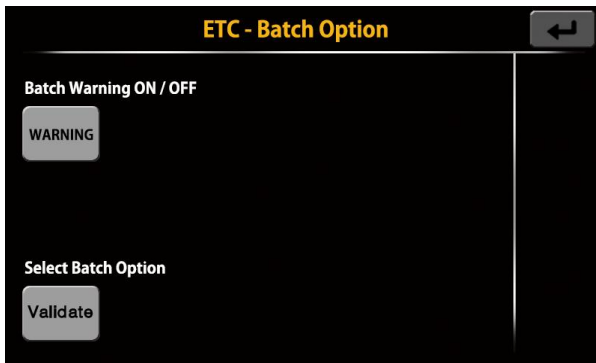 ETC - Batch Option
Batch Warning ON / OFF
WARNING
Select Batch Option
Validate